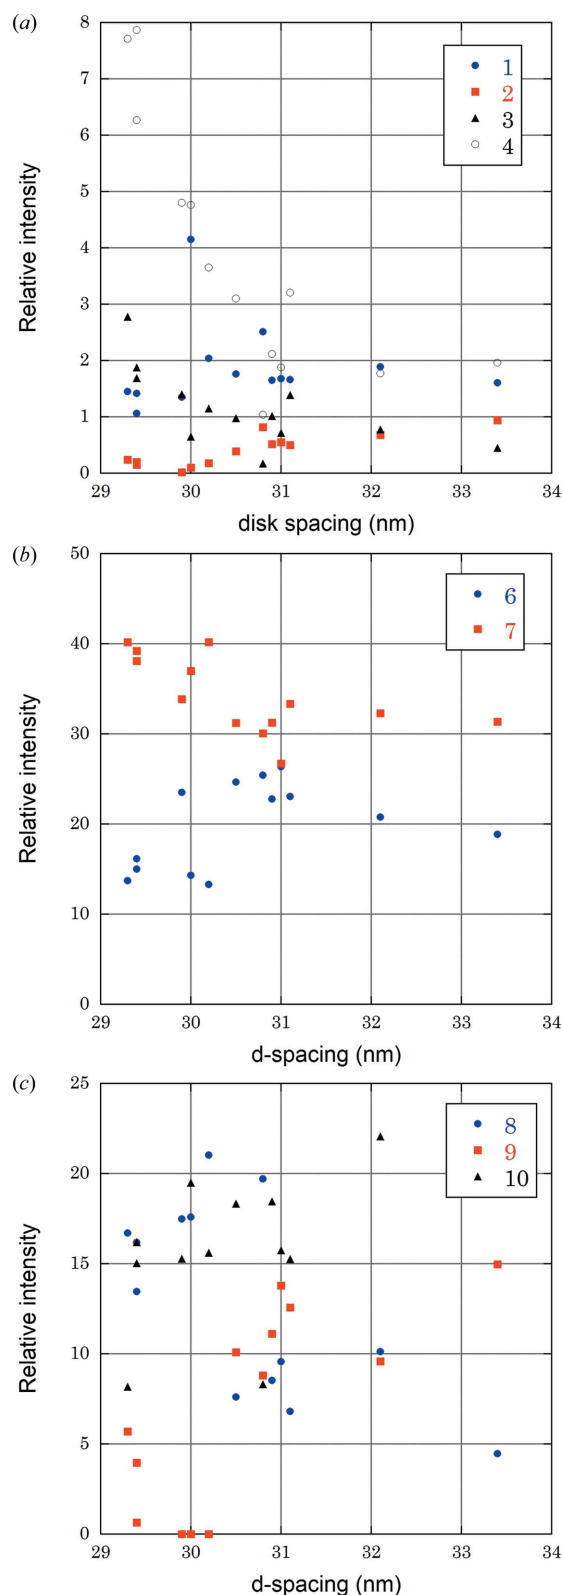 (a)
8
7
6
5
4
3
2
1
0
Relative intensity
1
2
3
4
29 30 31 32 33 34
disk spacing (nm)
(b)
50
40
30
20
10
0
Relative intensity
6
7
29 30 31 32 33 34
d-spacing (nm)
(c)
25
20
15
10
5
0
Relative intensity
8
9
10
29 30 31 32 33 34
d-spacing (nm)